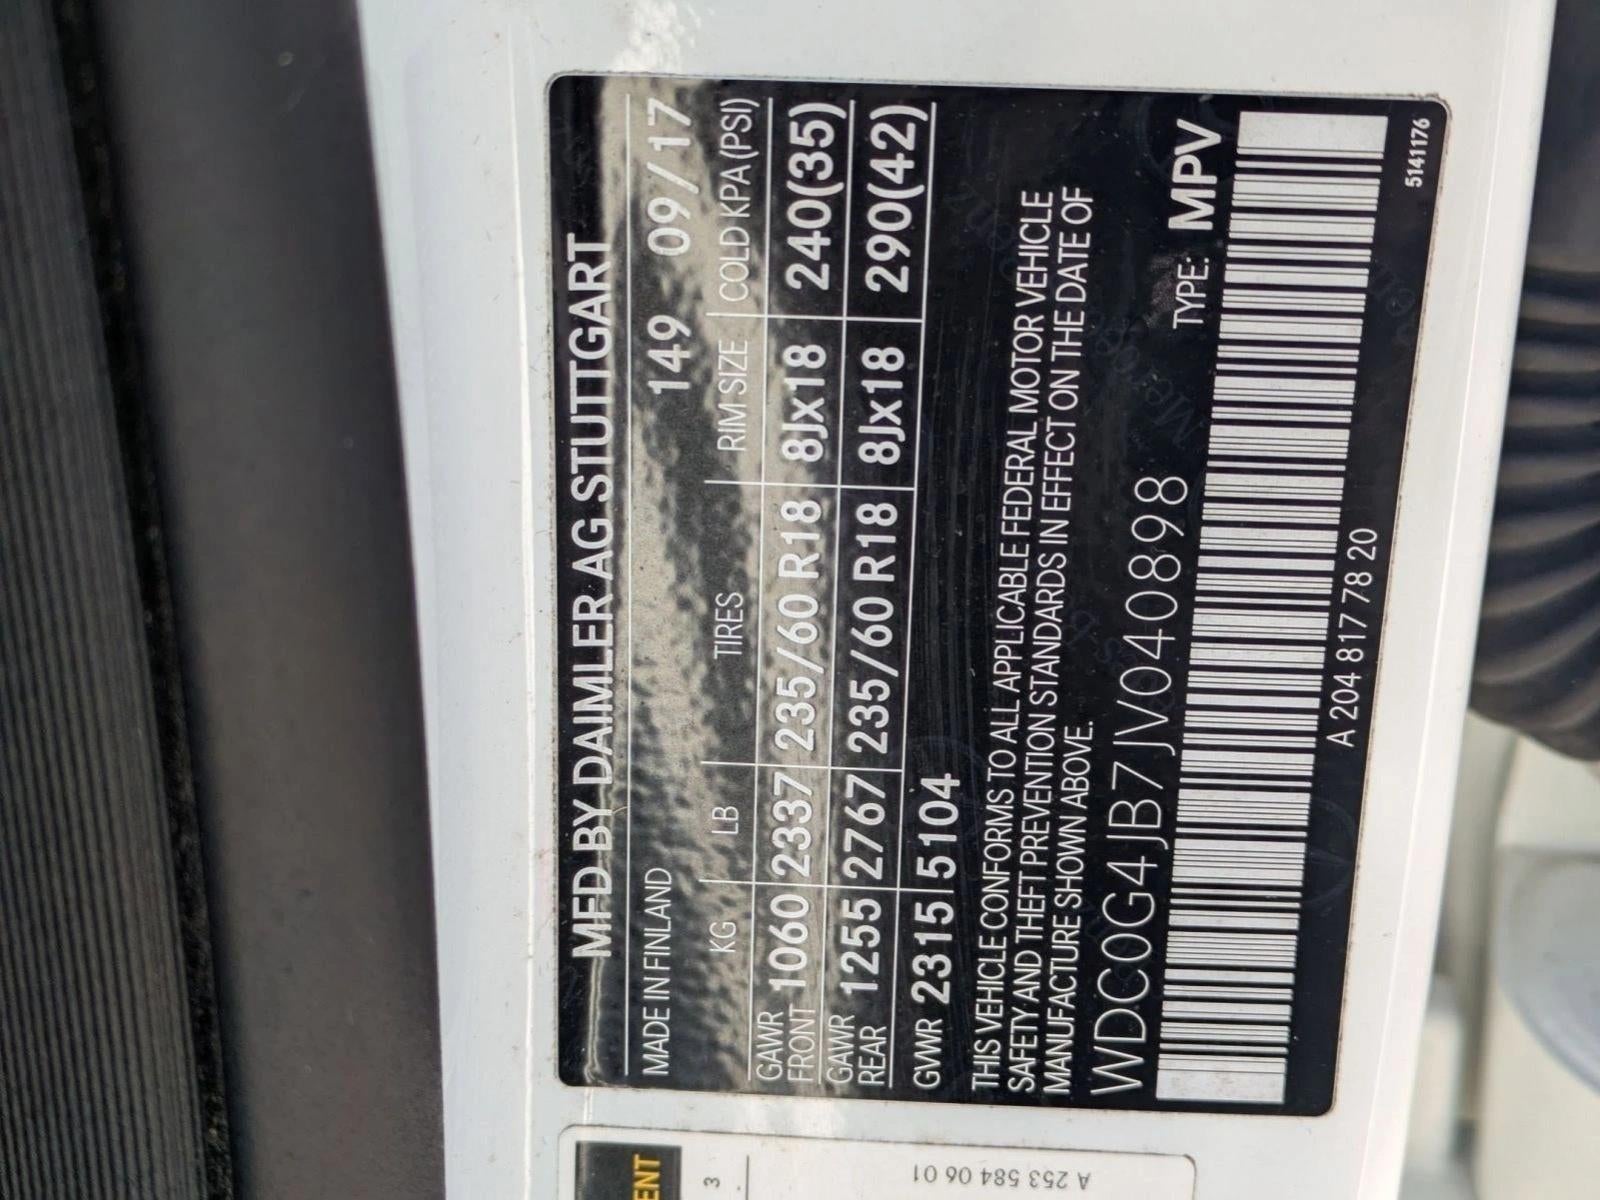 MFD BY DAIMLER AG STUTTGART
MADE IN FINLAND 149 09/17
KG LB TIRES RIM SIZE COLD KPA(PSI)
GAWR FRONT 1060 2337 235/60 R18 8Jx18 240(35)
GAWR REAR 1255 2767 235/60 R18 8Jx18 290(42)
GVWR 2315 5104
THIS VEHICLE CONFORMS TO ALL APPLICABLE FEDERAL MOTOR VEHICLE
SAFETY AND THEFT PREVENTION STANDARDS IN EFFECT ON THE DATE OF
MANUFACTURE SHOWN ABOVE.
WDC0G4JB7JV040898 TYPE: MPV
A 204 817 78 20
5141176
ENT
3
A 253 584 06 01